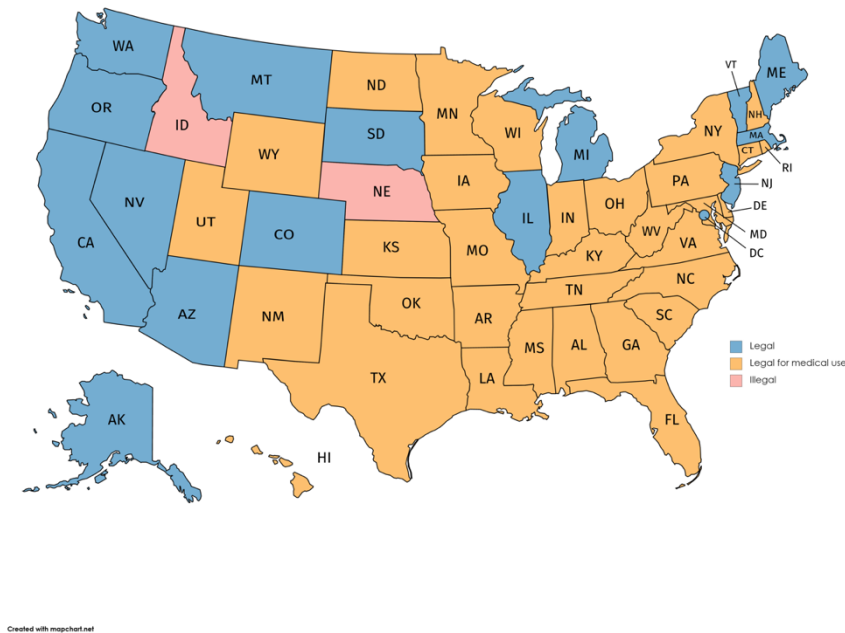 WA
MT
ND
MN
VT
ME
OR
ID
SD
WI
NY
NH
MA
CT
RI
WY
MI
NV
NE
IA
PA
NJ
UT
CO
IL
IN
OH
DE
CA
KS
MO
WV
VA
MD
DC
KY
AZ
NM
OK
AR
TN
NC
SC
MS
AL
GA
TX
LA
Legal
Legal for medical use
Illegal
AK
FL
HI
Created with mapchart.net